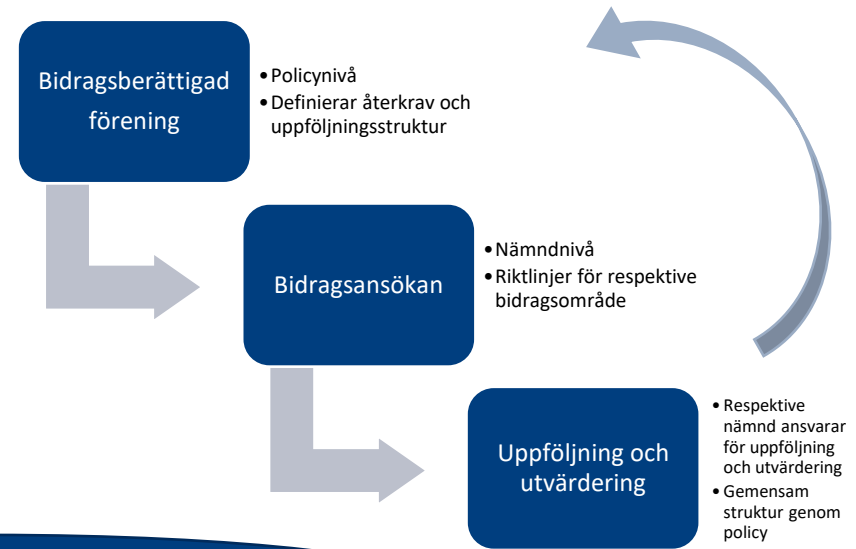 Bidragsberättigad
förening
• Policynivå
• Definierar återkrav och
uppföljningsstruktur
Bidragsansökan
• Nämndnivå
• Riktlinjer för respektive
bidragsområde
Uppföljning och
utvärdering
• Respektive
nämnd ansvarar
för uppföljning
och utvärdering
• Gemensam
struktur genom
policy